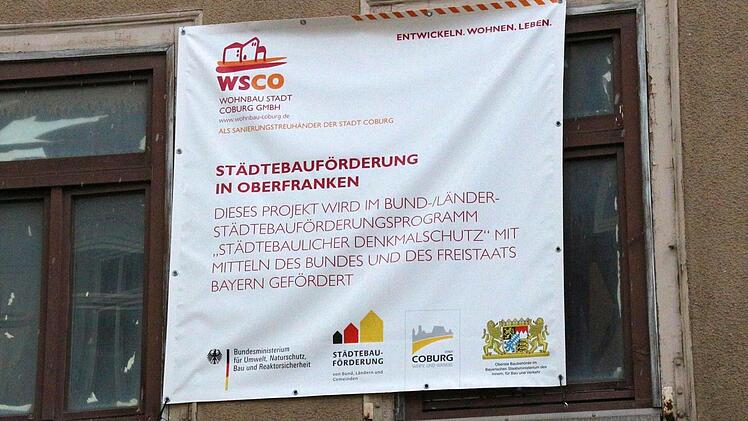 ENTWICKELN. WOHNEN. LEBEN.
WSCO
WOHNBAU STADT
COBURG GMBH
www.wohnbau-coburg.de
ALS SANIERUNGSTREUHÄNDER DER STADT COBURG
STÄDTEBAUFÖRDERUNG
IN OBERFRANKEN
DIESES PROJEKT WIRD IM BUND-/LÄNDER-
STÄDTEBAUFÖRDERUNGSPROGRAMM
„STÄDTEBAULICHER DENKMALSCHUTZ" MIT
MITTELN DES BUNDES UND DES FREISTAATS
BAYERN GEFÖRDERT
Bundesministerium
für Umwelt, Naturschutz,
Bau und Reaktorsicherheit
STÄDTEBAU-
FÖRDERUNG
von Bund, Ländern und
Gemeinden
COBURG
WERTE UND WANDEL
Oberste Baubehörde im
Bayerischen Staatsministerium des
Innern, für Bau und Verkehr